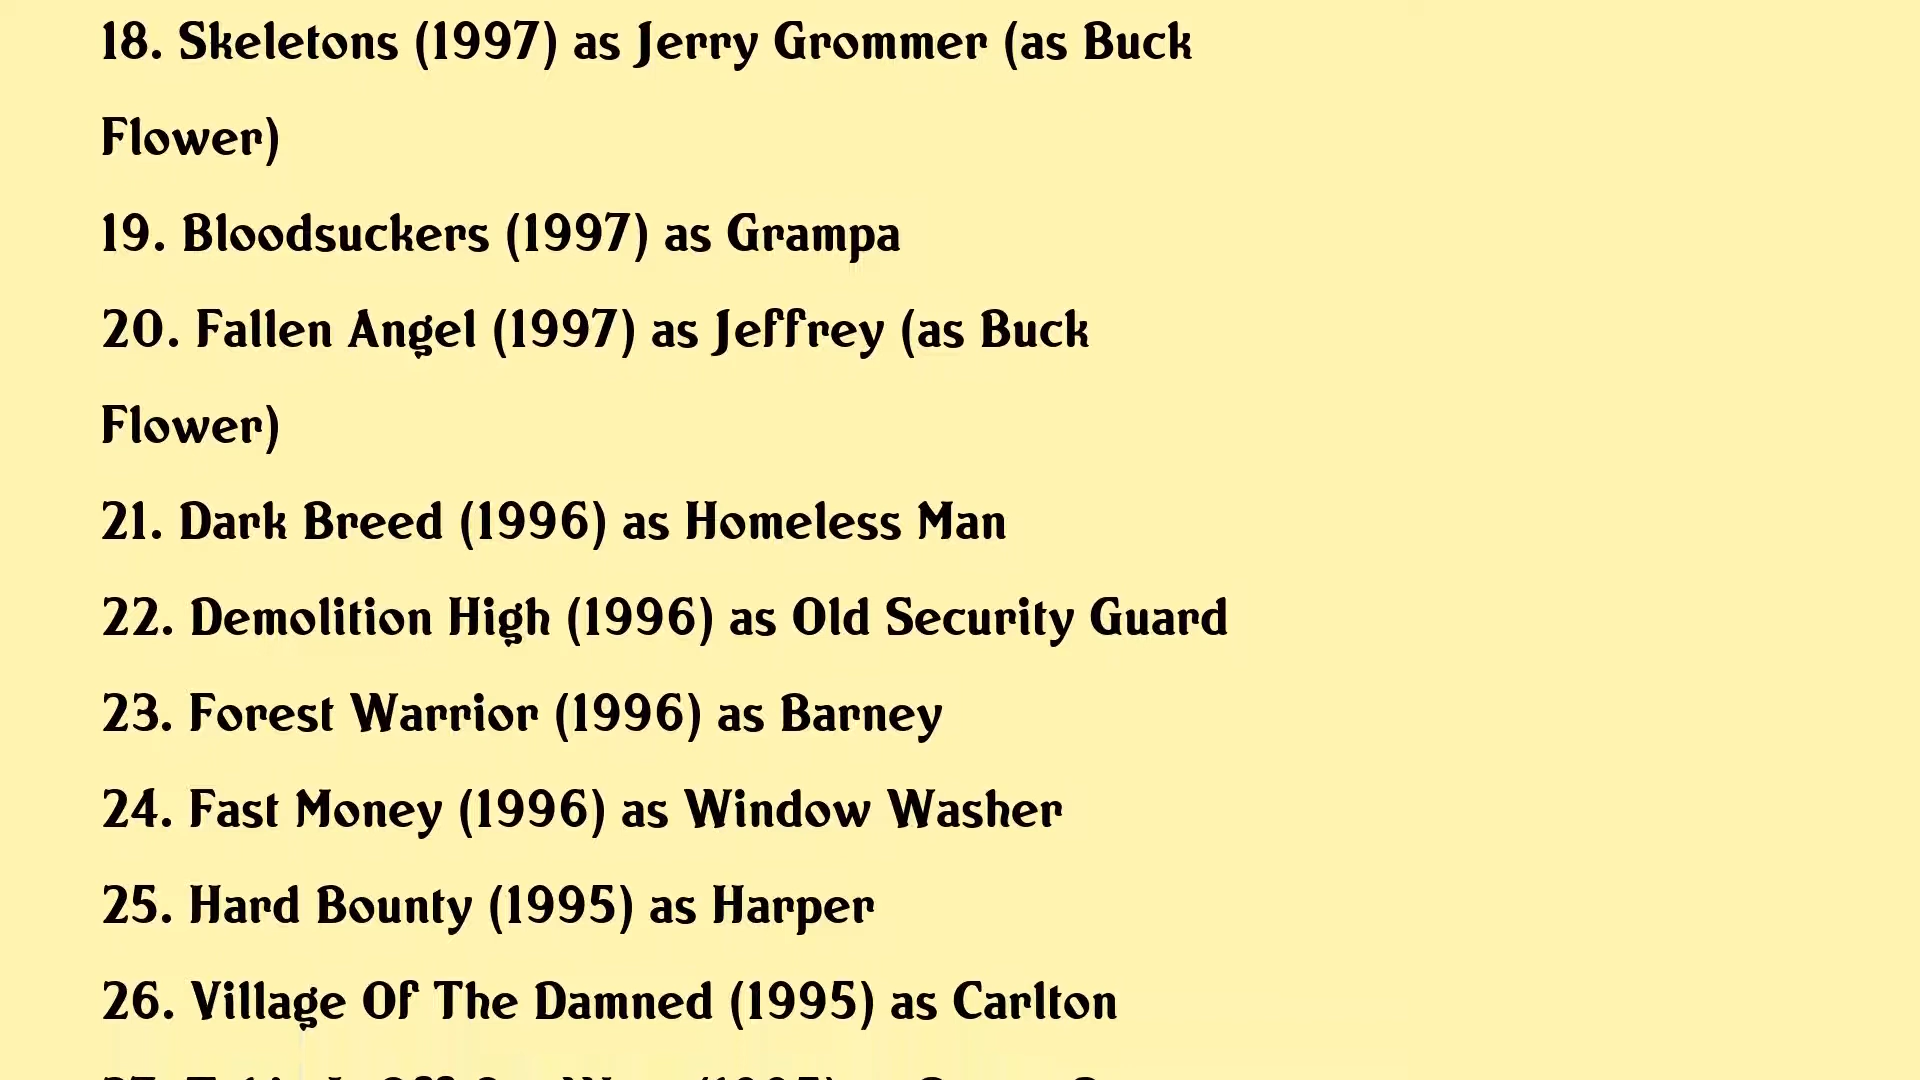 18. Skeletons (1997) as Jerry Grommer (as Buck
Flower)
19. Bloodsuckers (1997) as Grampa
20. Fallen Angel (1997) as Jeffrey (as Buck
Flower)
21. Dark Breed (1996) as Homeless Man
22. Demolition High (1996) as Old Security Guard
23. Forest Warrior (1996) as Barney
24. Fast Money (1996) as Window Washer
25. Hard Bounty (1995) as Harper
26. Village Of The Damned (1995) as Carlton